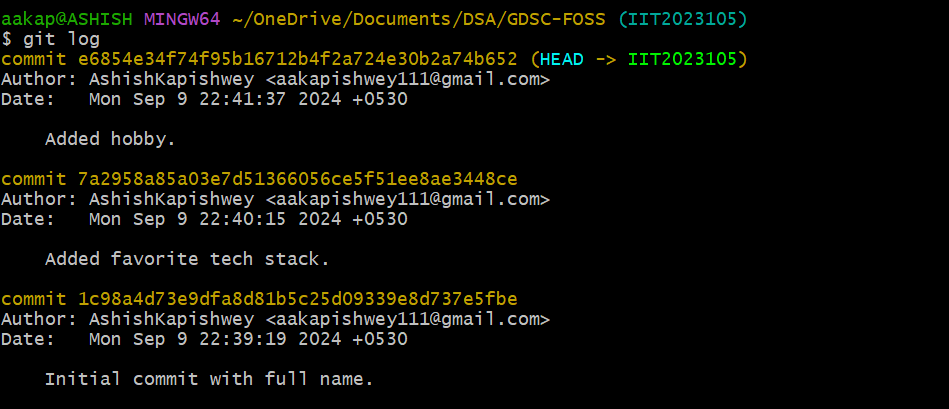 aakap@ASHISH MINGW64 ~/OneDrive/Documents/DSA/GDSC-FOSS (IIT2023105)
$ git log
commit e6854e34f74f95b16712b4f2a724e30b2a74b652 (HEAD -> IIT2023105)
Author: AshishKapishwey <aakapishwey111@gmail.com>
Date:   Mon Sep 9 22:41:37 2024 +0530
    Added hobby.
commit 7a2958a85a03e7d51366056ce5f51ee8ae3448ce
Author: AshishKapishwey <aakapishwey111@gmail.com>
Date:   Mon Sep 9 22:40:15 2024 +0530
    Added favorite tech stack.
commit 1c98a4d73e9dfa8d81b5c25d09339e8d737e5fbe
Author: AshishKapishwey <aakapishwey111@gmail.com>
Date:   Mon Sep 9 22:39:19 2024 +0530
    Initial commit with full name.